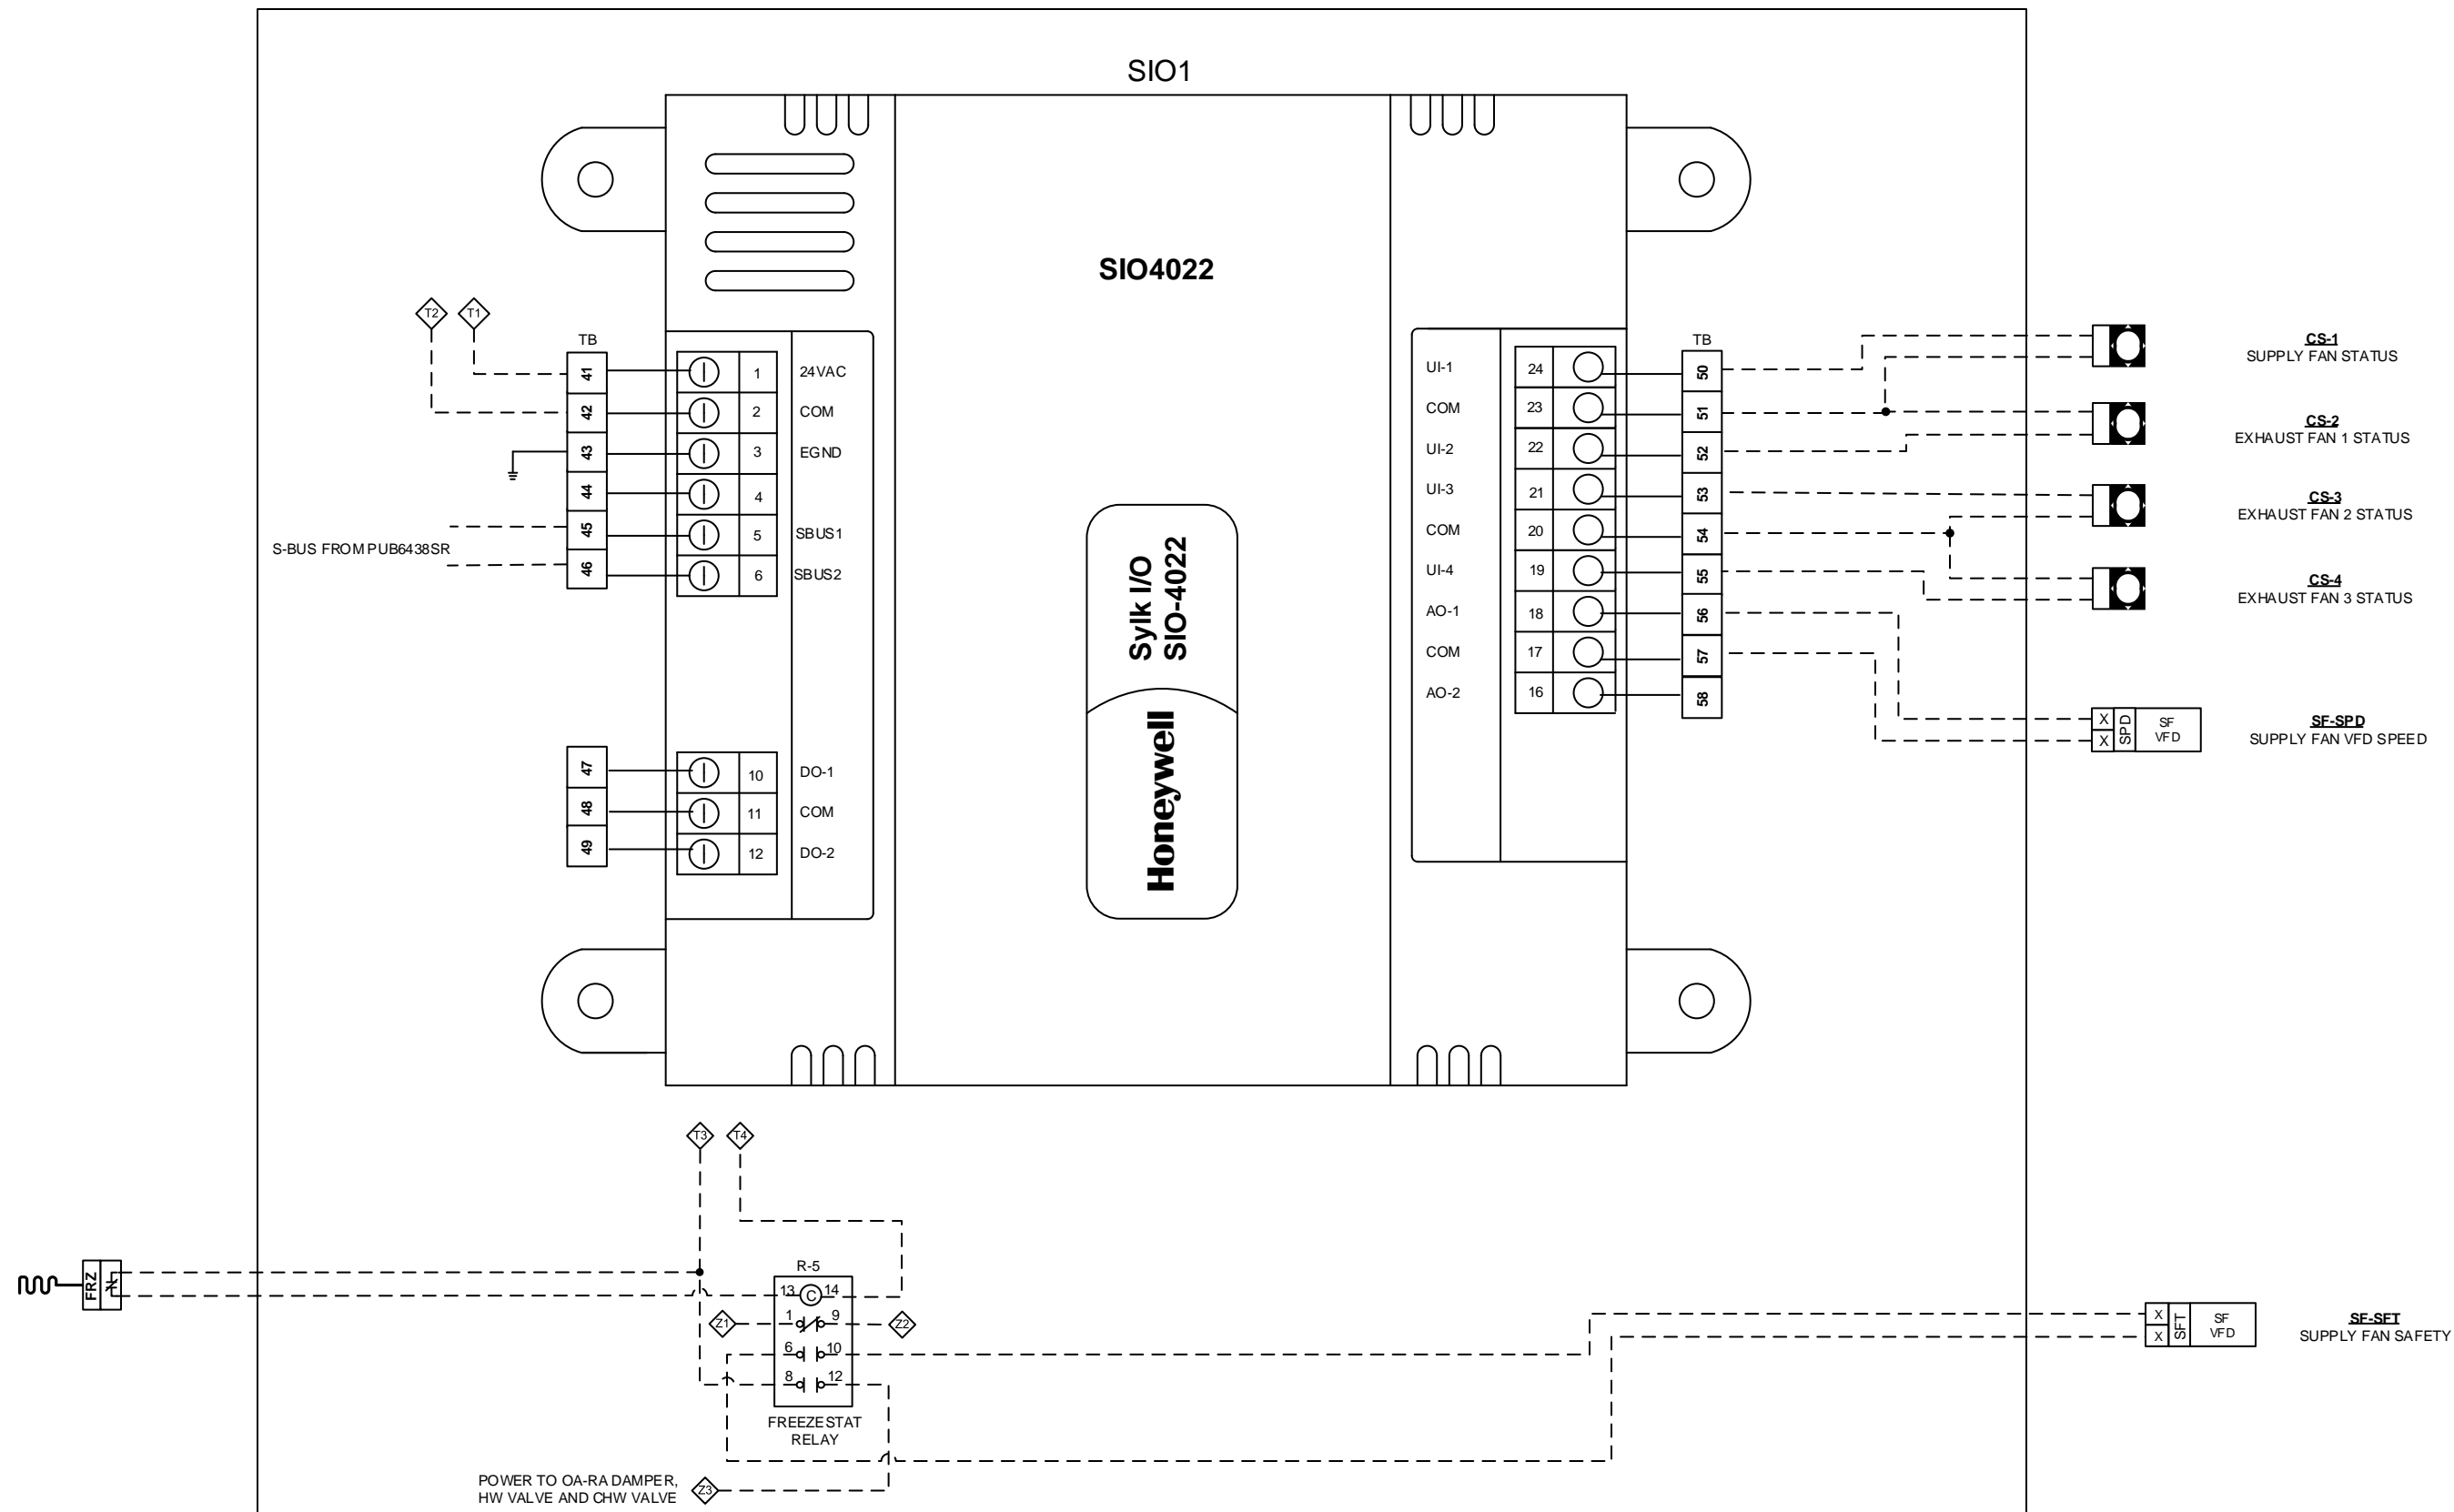 SIO1
SIO4022
Sylk I/O
SIO-4022
Honeywell
T2
T1
TB
41
1
24VAC
42
2
COM
43
3
EGND
44
4
45
5
SBUS1
46
6
SBUS2
S-BUS FROM PUB6438SR
47
10
DO-1
48
11
COM
49
12
DO-2
TB
UI-1
24
50
COM
23
51
UI-2
22
52
UI-3
21
53
COM
20
54
UI-4
19
55
AO-1
18
56
COM
17
57
AO-2
16
58
CS-1
SUPPLY FAN STATUS
CS-2
EXHAUST FAN 1 STATUS
CS-3
EXHAUST FAN 2 STATUS
CS-4
EXHAUST FAN 3 STATUS
X
X
SPD
SF
VFD
SF-SPD
SUPPLY FAN VFD SPEED
T3
T4
FRZ
R-5
13
C
14
Z1
1
9
Z2
6
10
8
12
FREEZESTAT
RELAY
POWER TO OA-RA DAMPER,
HW VALVE AND CHW VALVE
Z3
X
X
SFT
SF
VFD
SF-SFT
SUPPLY FAN SAFETY